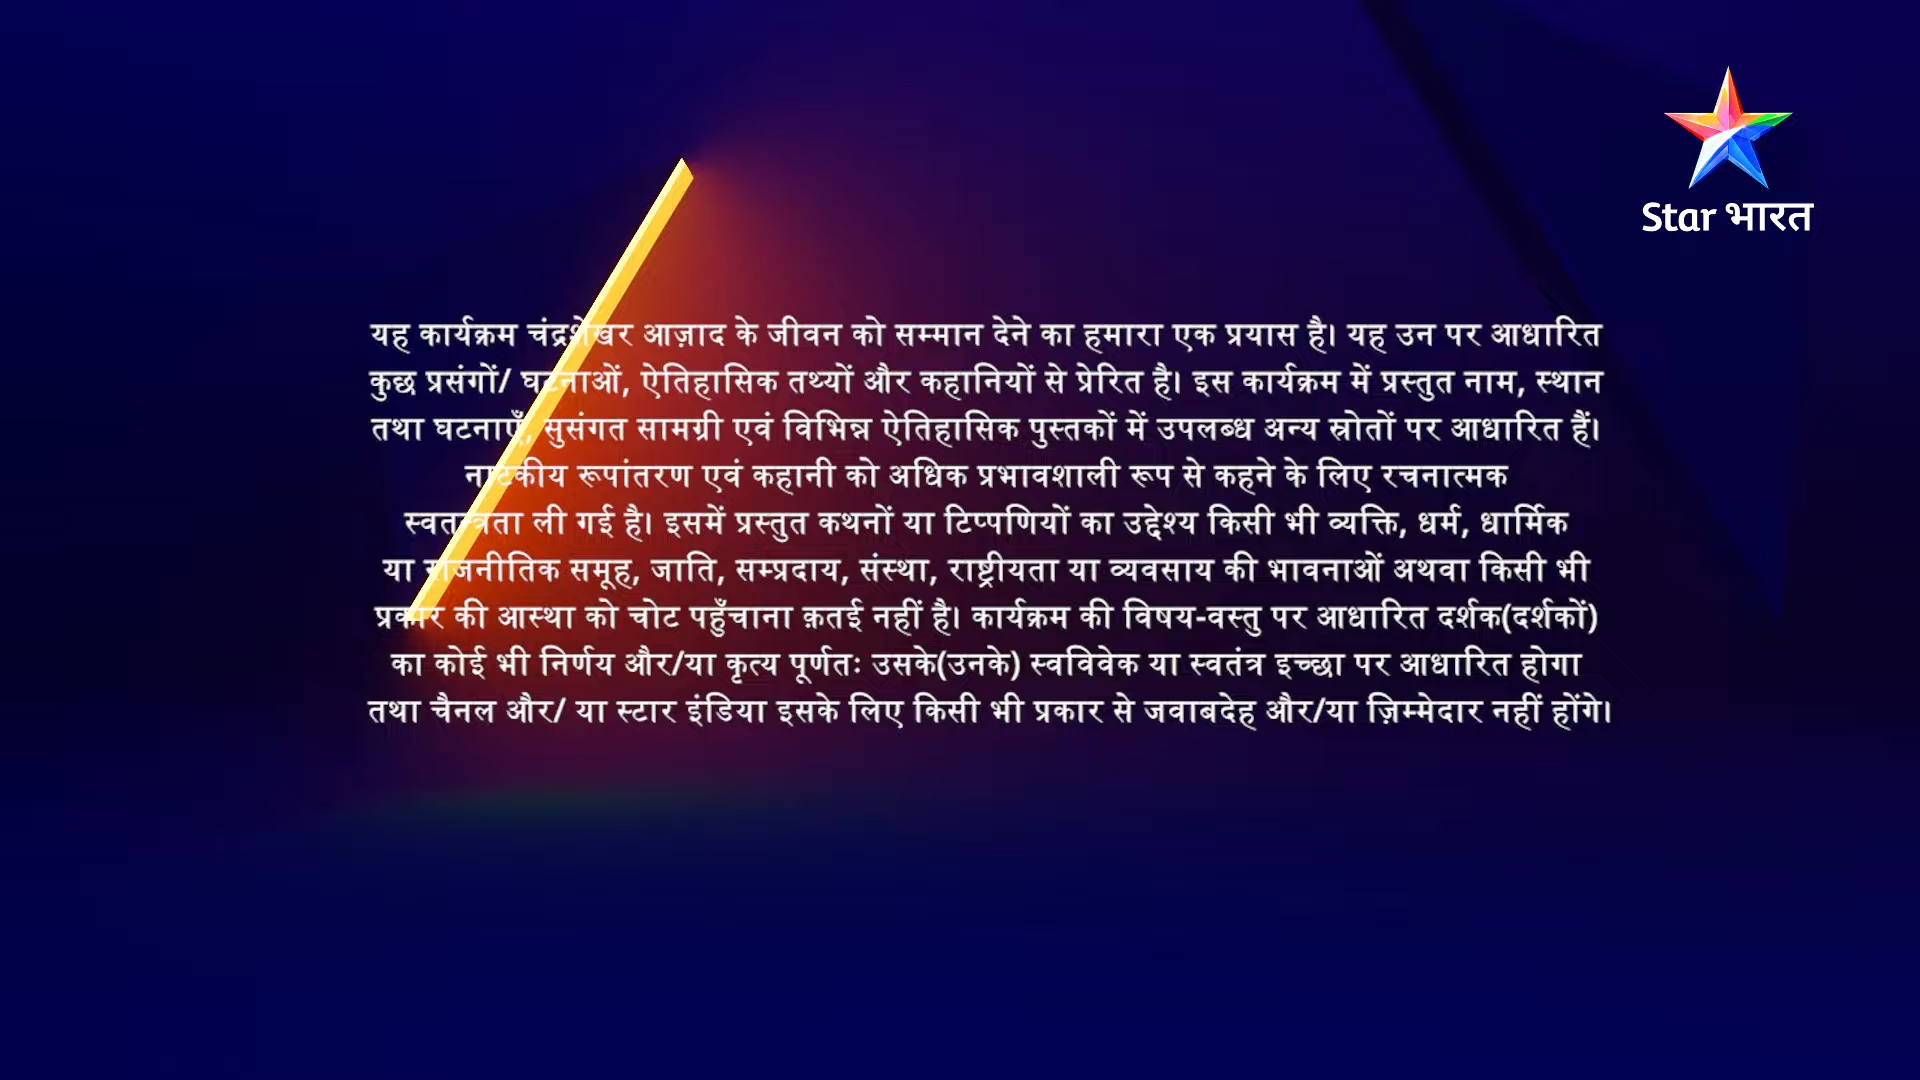 Star भारत
यह कार्यक्रम चंद्रशेखर आज़ाद के जीवन को सम्मान देने का हमारा एक प्रयास है। यह उन पर आधारित
कुछ प्रसंगों/ घटनाओं, ऐतिहासिक तथ्यों और कहानियों से प्रेरित है। इस कार्यक्रम में प्रस्तुत नाम, स्थान
तथा घटनाएँ, सुसंगत सामग्री एवं विभिन्न ऐतिहासिक पुस्तकों में उपलब्ध अन्य स्रोतों पर आधारित हैं।
नाटकीय रूपांतरण एवं कहानी को अधिक प्रभावशाली रूप से कहने के लिए रचनात्मक
स्वतन्त्रता ली गई है। इसमें प्रस्तुत कथनों या टिप्पणियों का उद्देश्य किसी भी व्यक्ति, धर्म, धार्मिक
या राजनीतिक समूह, जाति, सम्प्रदाय, संस्था, राष्ट्रीयता या व्यवसाय की भावनाओं अथवा किसी भी
प्रकार की आस्था को चोट पहुँचाना क़तई नहीं है। कार्यक्रम की विषय-वस्तु पर आधारित दर्शक(दर्शकों)
का कोई भी निर्णय और/या कृत्य पूर्णतः उसके(उनके) स्वविवेक या स्वतंत्र इच्छा पर आधारित होगा
तथा चैनल और/ या स्टार इंडिया इसके लिए किसी भी प्रकार से जवाबदेह और/या ज़िम्मेदार नहीं होंगे।